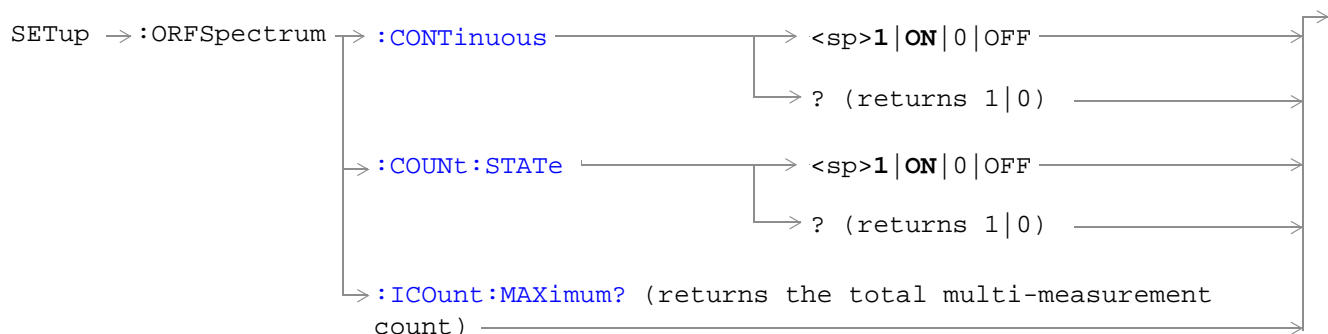 SETup :ORFSpectrum :CONTinuous <sp>1|ON|0|OFF
? (returns 1|0)
:COUNt:STATe <sp>1|ON|0|OFF
? (returns 1|0)
:ICOunt:MAXimum? (returns the total multi-measurement
count)